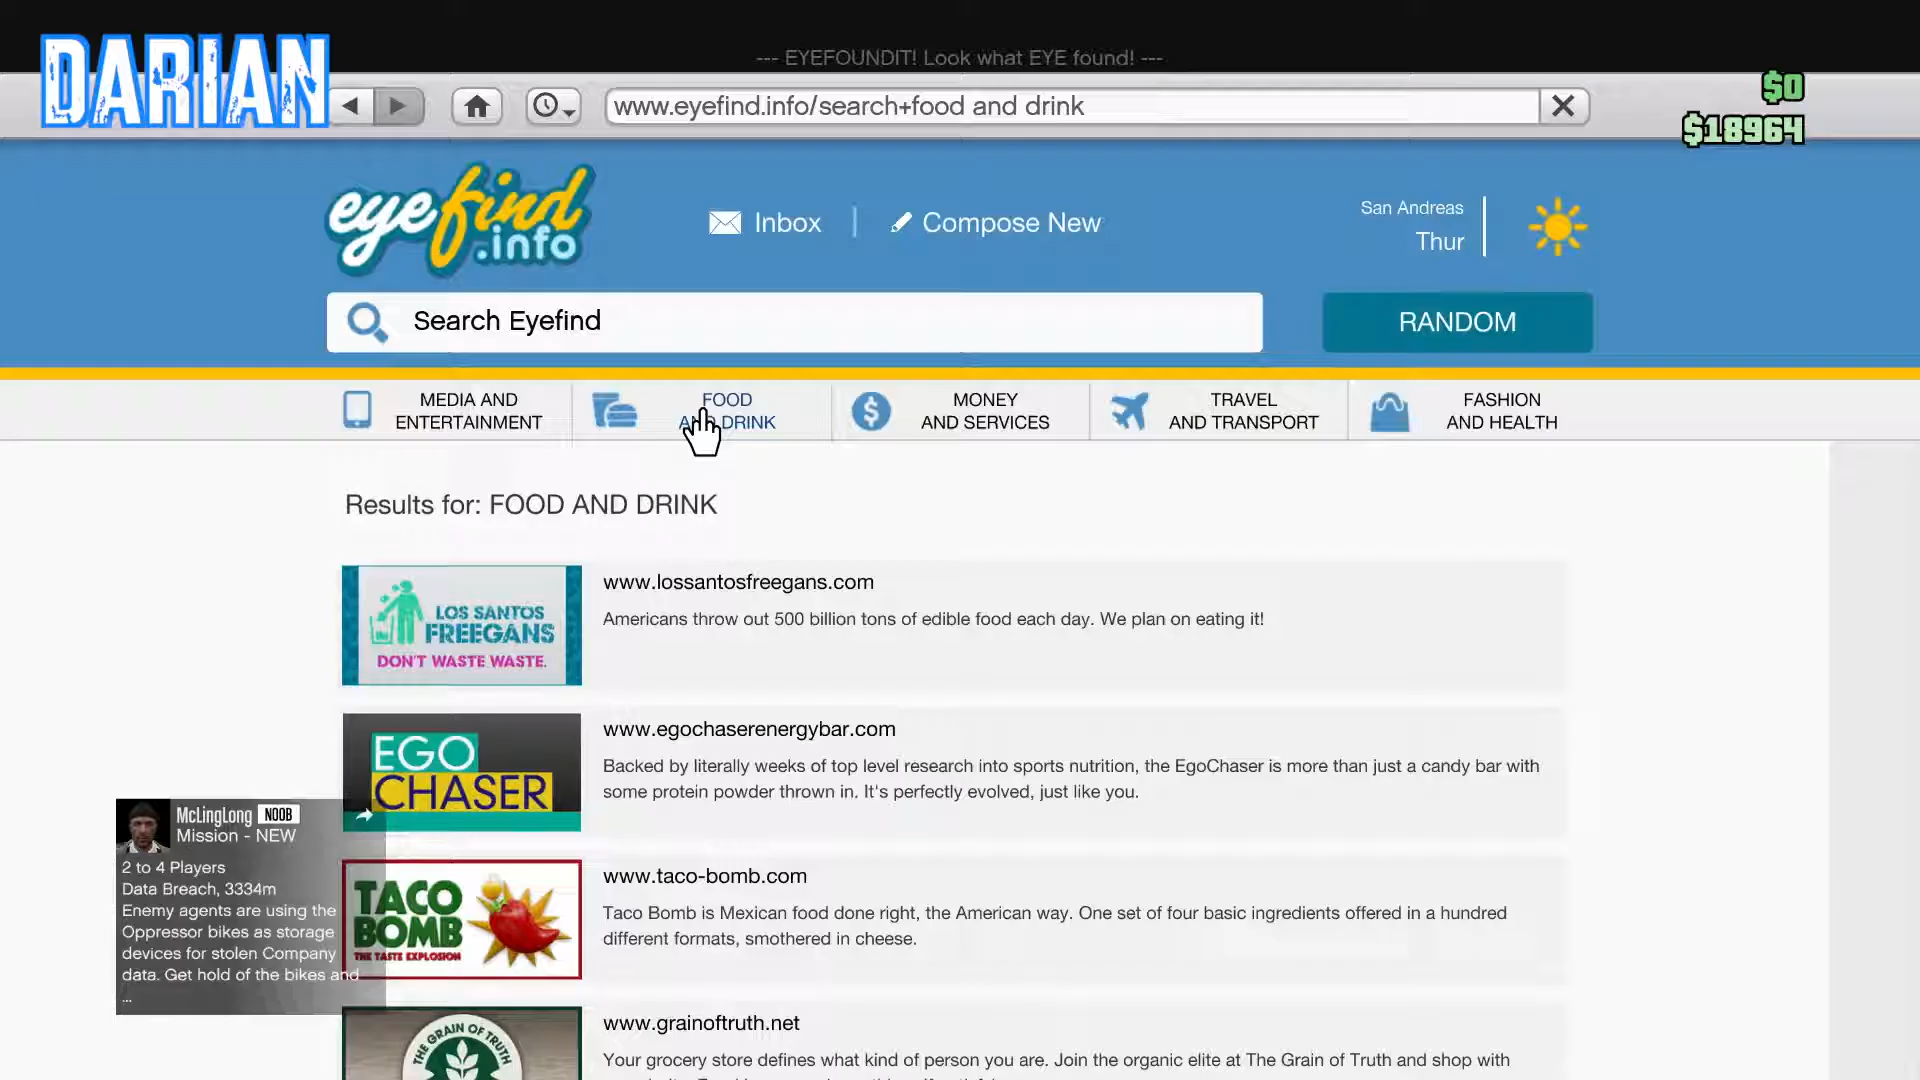 DARIAN
--- EYEFOUNDIT! Look what EYE found! ---
www.eyefind.info/search+food and drink
$0
$18964
eyefind
.info
Inbox
Compose New
San Andreas
Thur
Search Eyefind
RANDOM
MEDIA AND
ENTERTAINMENT
FOOD
AND DRINK
MONEY
AND SERVICES
TRAVEL
AND TRANSPORT
FASHION
AND HEALTH
Results for: FOOD AND DRINK
LOS SANTOS
FREEGANS
DON'T WASTE WASTE.
www.lossantosfreegans.com
Americans throw out 500 billion tons of edible food each day. We plan on eating it!
EGO
CHASER
www.egochaserenergybar.com
Backed by literally weeks of top level research into sports nutrition, the EgoChaser is more than just a candy bar with
some protein powder thrown in. It's perfectly evolved, just like you.
McLingLong NOOB
Mission - NEW
2 to 4 Players
Data Breach, 3334m
Enemy agents are using the
Oppressor bikes as storage
devices for stolen Company
data. Get hold of the bikes and
...
TACO
BOMB
THE TASTE EXPLOSION
www.taco-bomb.com
Taco Bomb is Mexican food done right, the American way. One set of four basic ingredients offered in a hundred
different formats, smothered in cheese.
THE GRAIN OF TRUTH
www.grainoftruth.net
Your grocery store defines what kind of person you are. Join the organic elite at The Grain of Truth and shop with